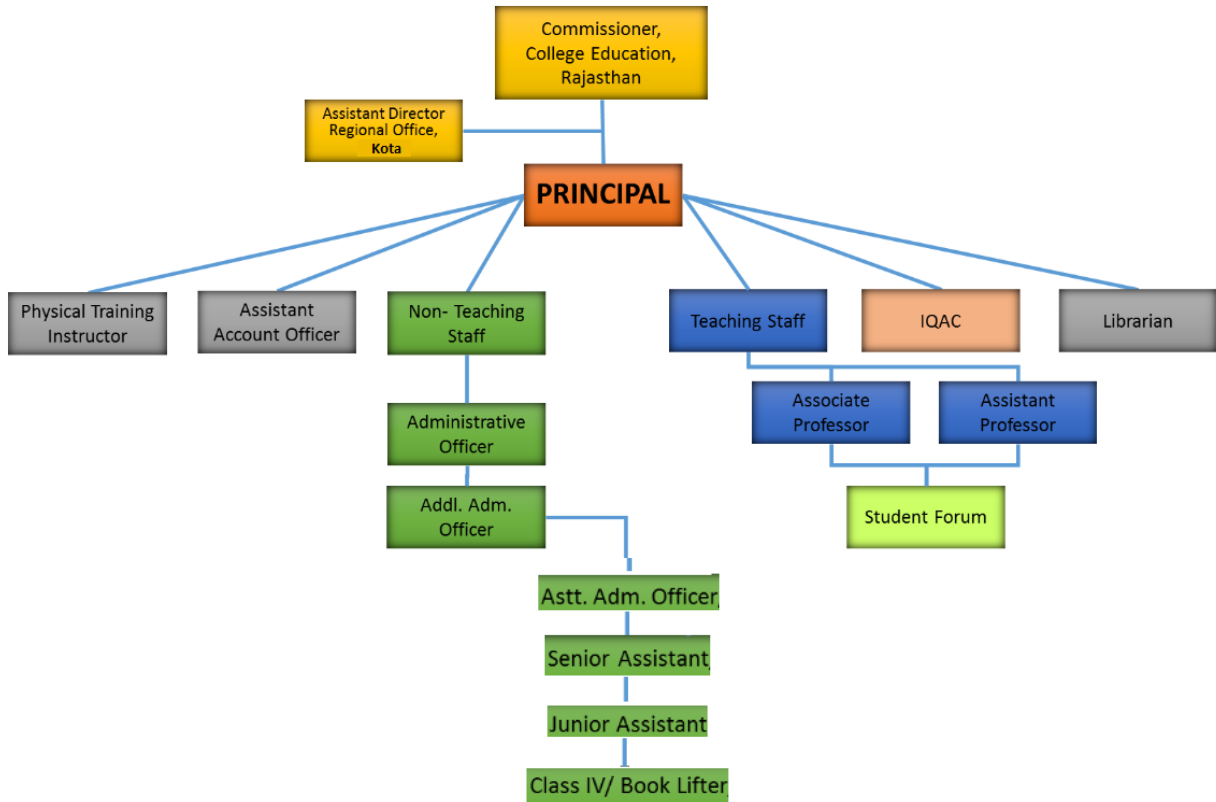 Commissioner,
College Education,
Rajasthan
Assistant Director
Regional Office,
Kota
PRINCIPAL
Physical Training
Instructor
Assistant
Account Officer
Non- Teaching
Staff
Teaching Staff
IQAC
Librarian
Associate
Professor
Assistant
Professor
Administrative
Officer
Addl. Adm.
Officer
Student Forum
Astt. Adm. Officer,
Senior Assistant,
Junior Assistant
Class IV/ Book Lifter,